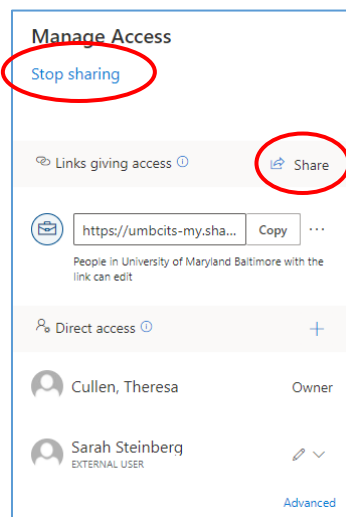 Manage Access
Stop sharing
Links giving access
Share
https://umbcits-my.sha...
Copy
People in University of Maryland Baltimore with the
link can edit
Direct access
Cullen, Theresa
Owner
Sarah Steinberg
EXTERNAL USER
Advanced